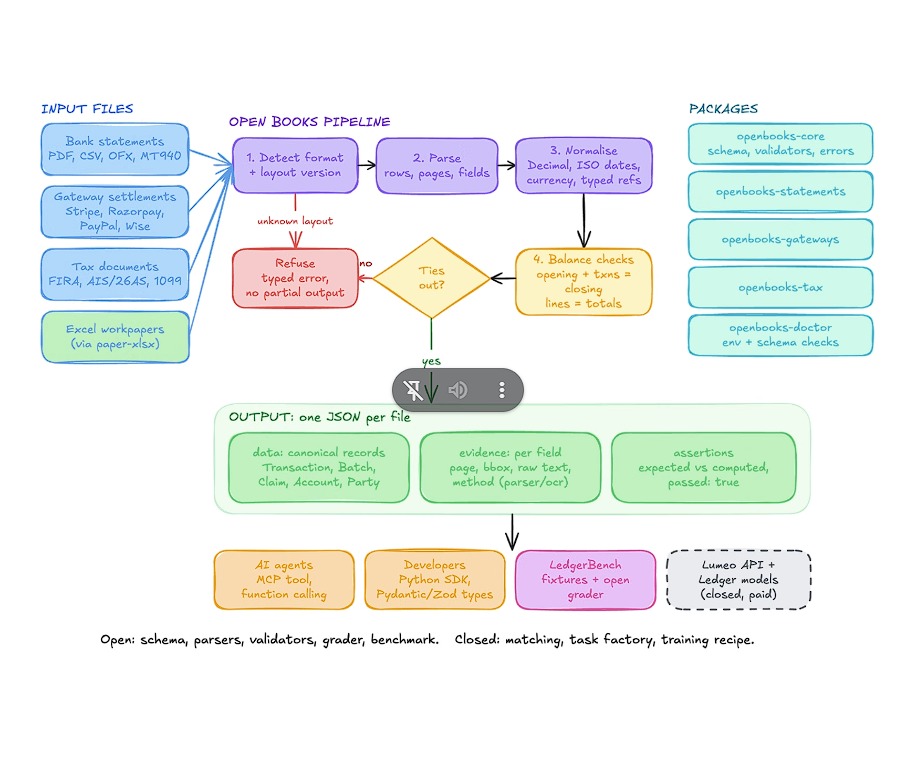 INPUT FILES
Bank statements
PDF, CSV, OFX, MT940
Gateway settlements
Stripe, Razorpay,
PayPal, Wise
Tax documents
FIRA, AIS/26AS, 1099
Excel workpapers
(via paper-xlsx)
OPEN BOOKS PIPELINE
1. Detect format
+ layout version
2. Parse
rows, pages, fields
3. Normalise
Decimal, ISO dates,
currency, typed refs
unknown layout
Refuse
typed error,
no partial output
no
Ties
out?
4. Balance checks
opening + txns =
closing
lines = totals
yes
PACKAGES
openbooks-core
schema, validators, errors
openbooks-statements
openbooks-gateways
openbooks-tax
openbooks-doctor
env + schema checks
OUTPUT: one JSON per file
data: canonical records
Transaction, Batch,
Claim, Account, Party
evidence: per field
page, bbox, raw text,
method (parser/ocr)
assertions
expected vs computed,
passed: true
AI agents
MCP tool,
function calling
Developers
Python SDK,
Pydantic/Zod types
LedgerBench
fixtures + open
grader
Lumeo API +
Ledger models
(closed, paid)
Open: schema, parsers, validators, grader, benchmark. Closed: matching, task factory, training recipe.